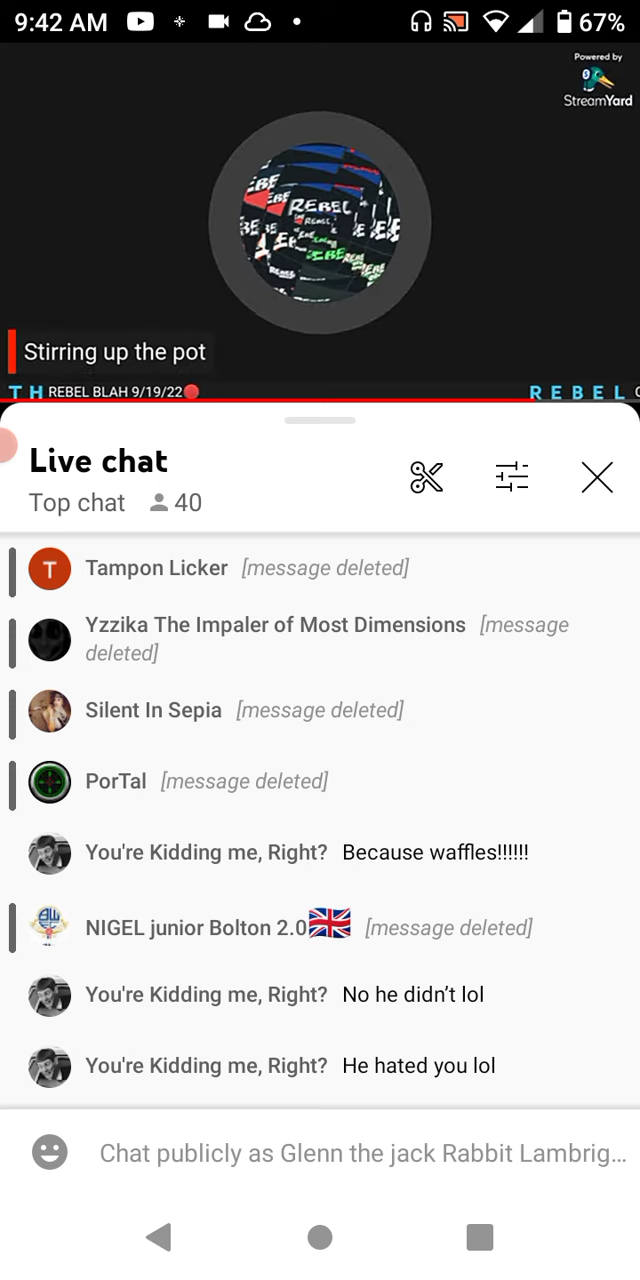 9:42 AM
67%
Powered by
StreamYard
REBEL
Stirring up the pot
T H REBEL BLAH 9/19/22
R E B E L
Live chat
Top chat 40
T Tampon Licker [message deleted]
Yzzika The Impaler of Most Dimensions [message
deleted]
Silent In Sepia [message deleted]
PorTal [message deleted]
You're Kidding me, Right? Because waffles!!!!!!
NIGEL junior Bolton 2.0🇬🇧 [message deleted]
You're Kidding me, Right? No he didn't lol
You're Kidding me, Right? He hated you lol
Chat publicly as Glenn the jack Rabbit Lambrig...